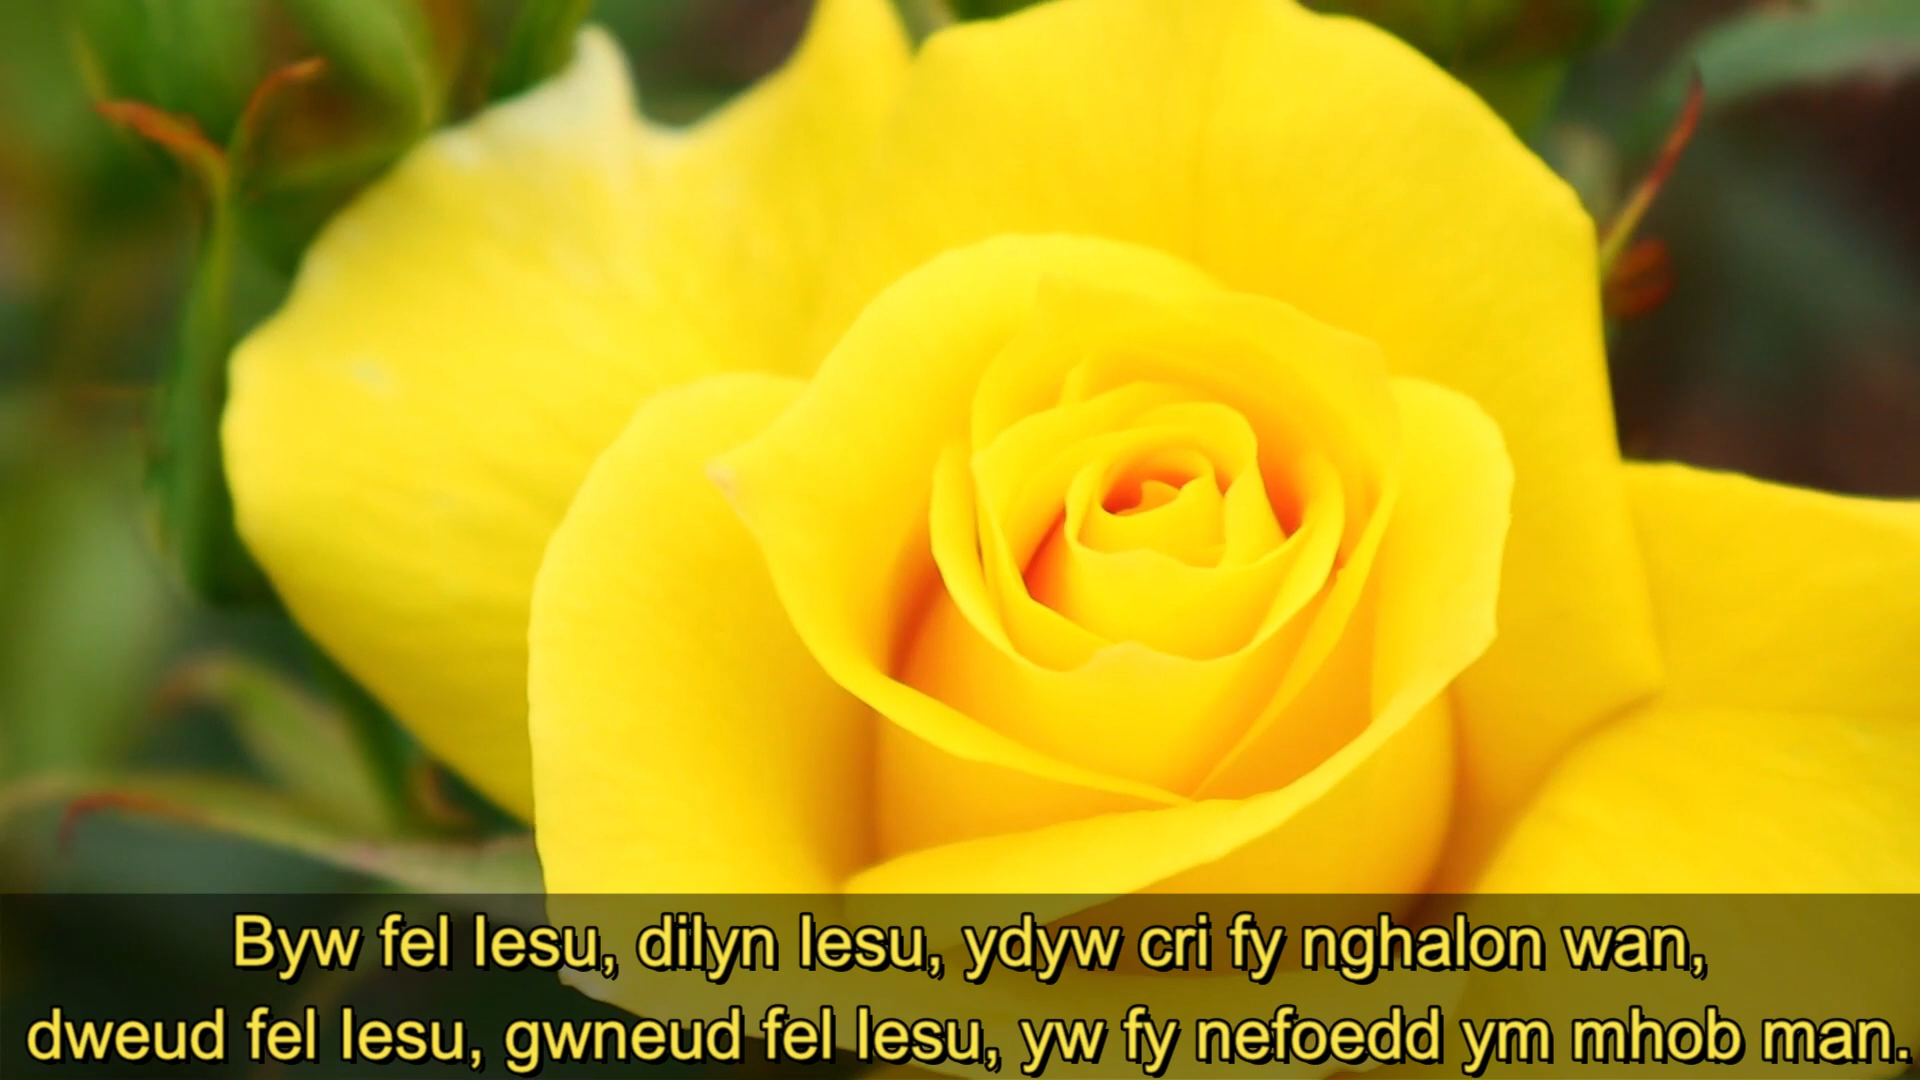 Byw fel Iesu, dilyn Iesu, ydyw cri fy nghalon wan,
dweud fel Iesu, gwneud fel Iesu, yw fy nefoedd ym mhob man.